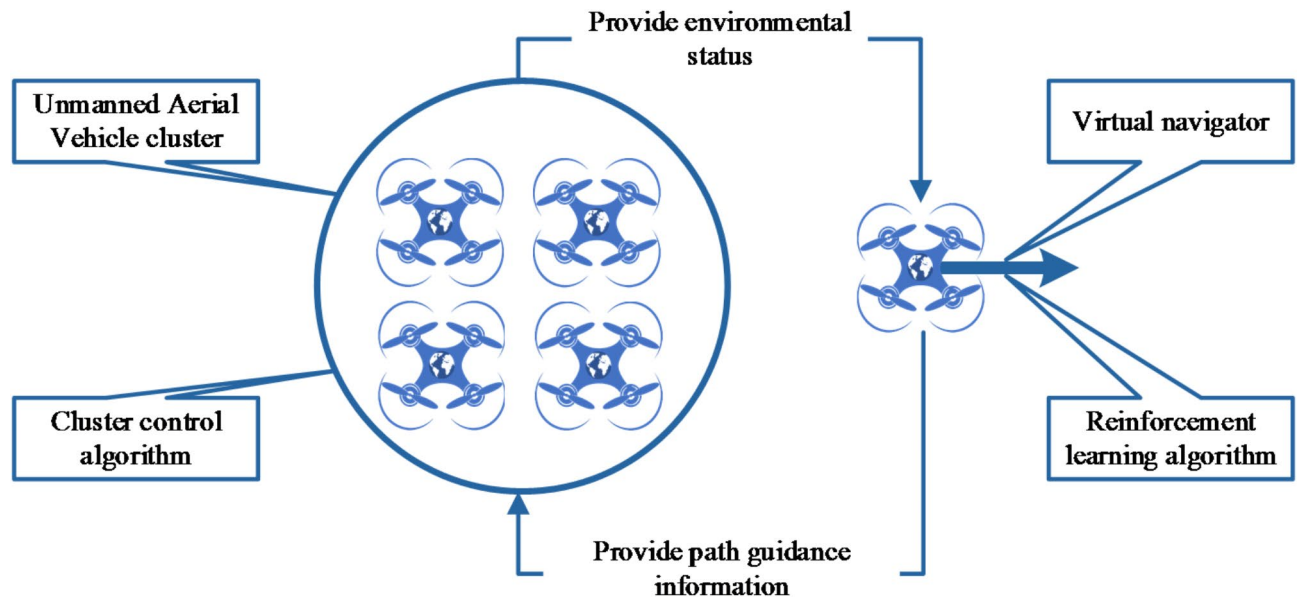 Provide environmental
status
Unmanned Aerial
Vehicle cluster
Virtual navigator
Cluster control
algorithm
Reinforcement
learning algorithm
Provide path guidance
information